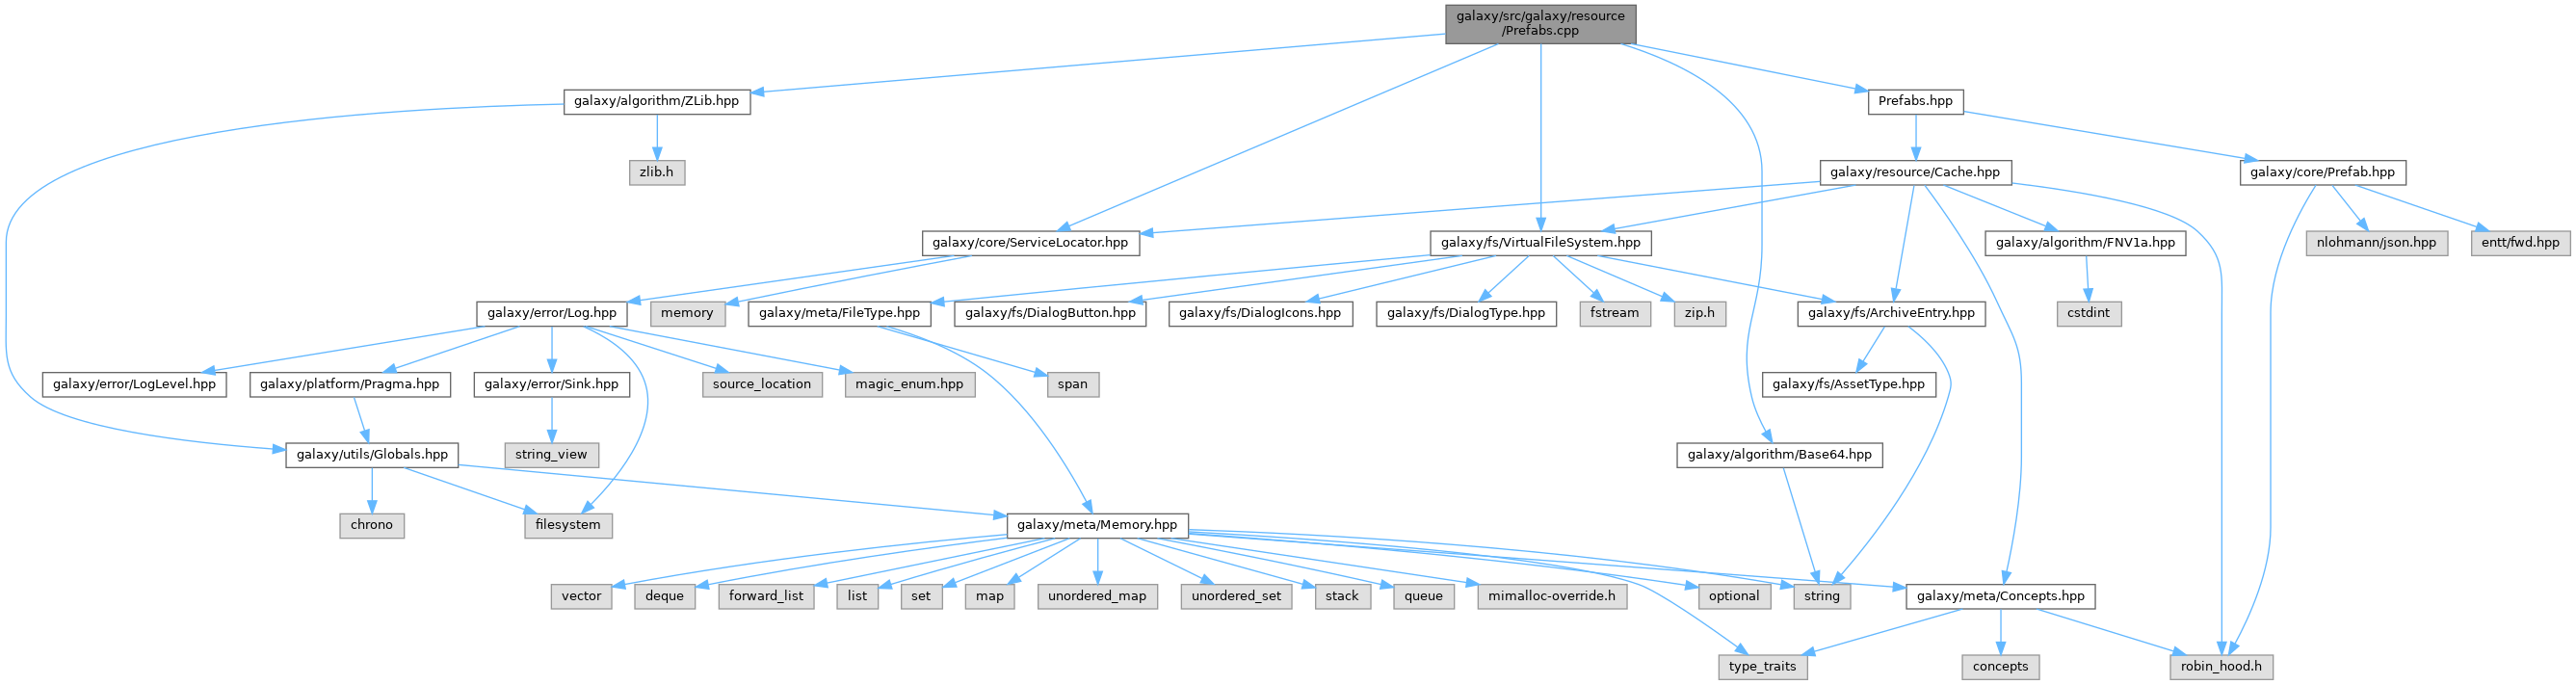 galaxy/src/galaxy/resource
/Prefabs.cpp
galaxy/algorithm/ZLib.hpp
Prefabs.hpp
zlib.h
galaxy/resource/Cache.hpp
galaxy/core/Prefab.hpp
galaxy/core/ServiceLocator.hpp
galaxy/fs/VirtualFileSystem.hpp
galaxy/algorithm/FNV1a.hpp
nlohmann/json.hpp
entt/fwd.hpp
galaxy/error/Log.hpp
memory
galaxy/meta/FileType.hpp
galaxy/fs/DialogButton.hpp
galaxy/fs/DialogIcons.hpp
galaxy/fs/DialogType.hpp
fstream
zip.h
galaxy/fs/ArchiveEntry.hpp
cstdint
galaxy/error/LogLevel.hpp
galaxy/platform/Pragma.hpp
galaxy/error/Sink.hpp
source_location
magic_enum.hpp
span
galaxy/fs/AssetType.hpp
galaxy/utils/Globals.hpp
string_view
galaxy/algorithm/Base64.hpp
chrono
filesystem
galaxy/meta/Memory.hpp
vector
deque
forward_list
list
set
map
unordered_map
unordered_set
stack
queue
mimalloc-override.h
optional
string
galaxy/meta/Concepts.hpp
type_traits
concepts
robin_hood.h